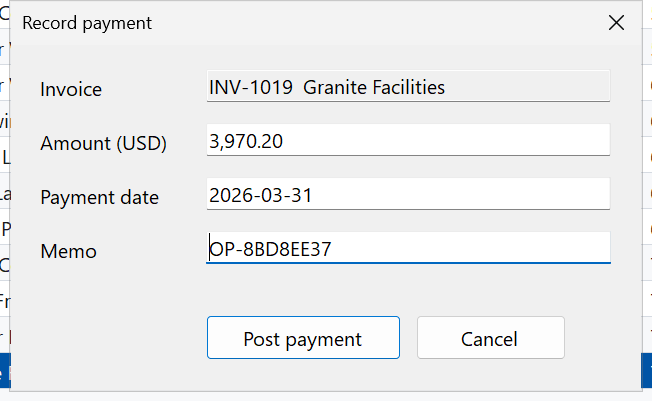 Record payment
Invoice INV-1019 Granite Facilities
Amount (USD) 3,970.20
Payment date 2026-03-31
Memo OP-8BD8EE37
Post payment Cancel